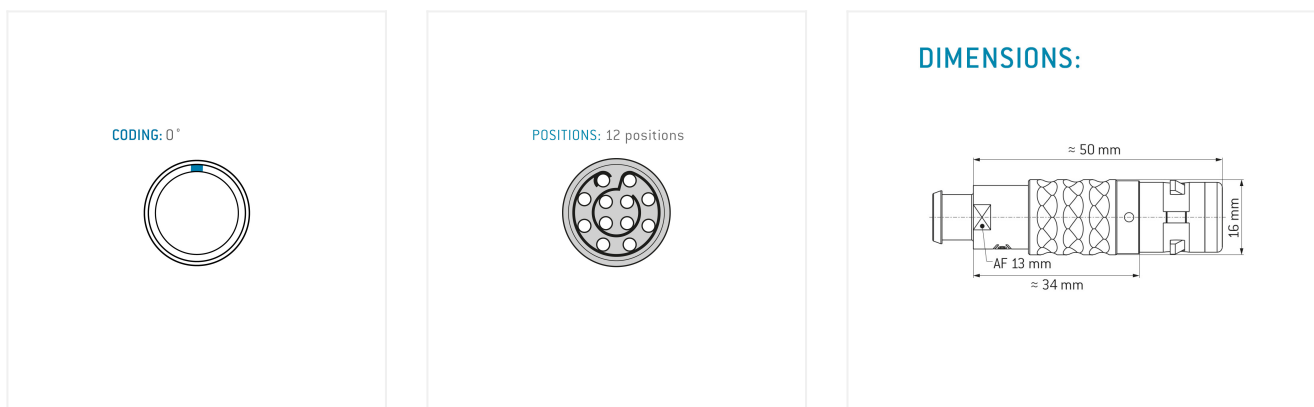 CODING: 0°
POSITIONS: 12 positions
DIMENSIONS:
≈ 50 mm
16 mm
AF 13 mm
≈ 34 mm